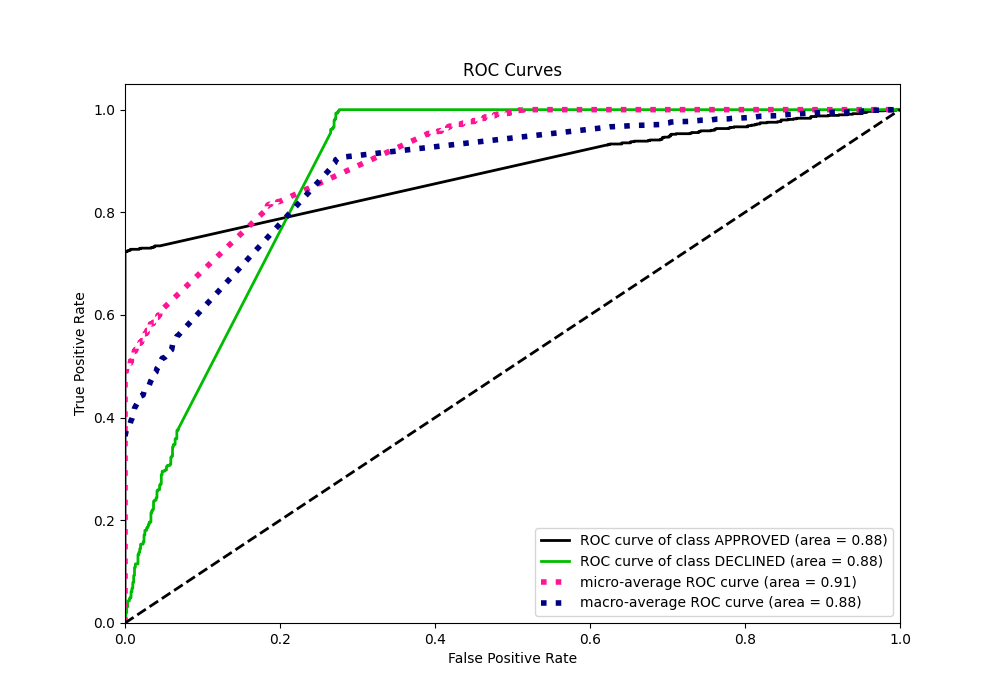 ROC Curves
1.0
0.8
0.6
0.4
0.2
0.0
True Positive Rate
0.0 0.2 0.4 0.6 0.8 1.0
False Positive Rate
ROC curve of class APPROVED (area = 0.88)
ROC curve of class DECLINED (area = 0.88)
micro-average ROC curve (area = 0.91)
macro-average ROC curve (area = 0.88)